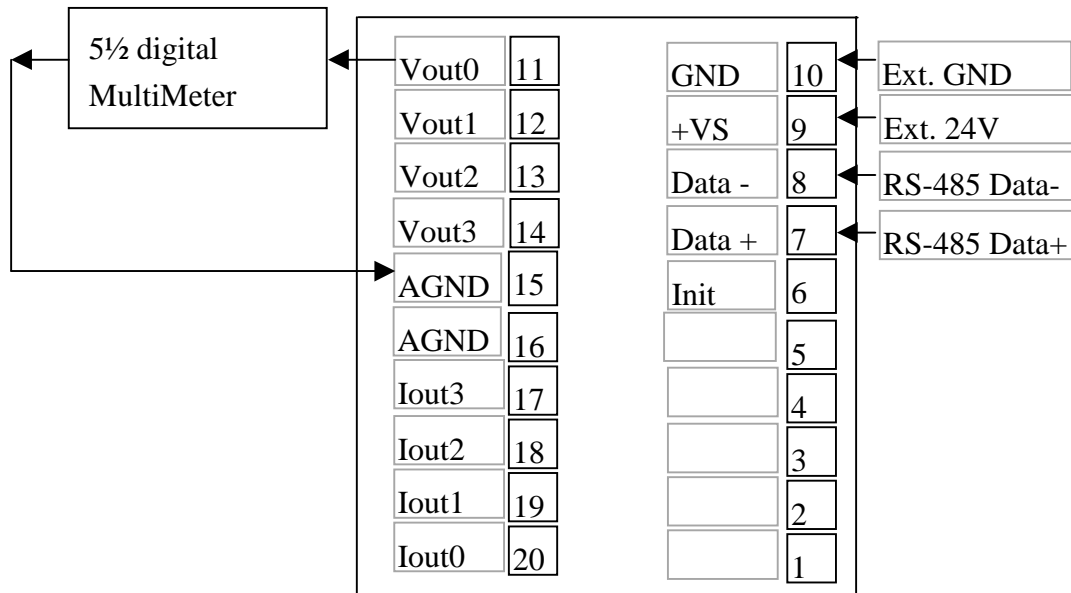 5½ digital
MultiMeter
Vout0 11
Vout1 12
Vout2 13
Vout3 14
AGND 15
AGND 16
Iout3 17
Iout2 18
Iout1 19
Iout0 20
GND 10 Ext. GND
+VS 9 Ext. 24V
Data - 8 RS-485 Data-
Data + 7 RS-485 Data+
Init 6
5
4
3
2
1